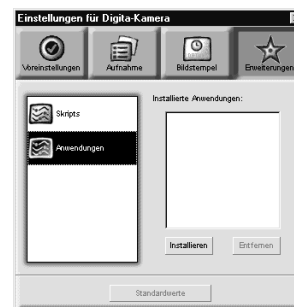 Einstellungen für Digita-Kamera
Voreinstellungen
Aufnahme
Bildstempel
Erweiterungen
Skripts
Anwendungen
Installierte Anwendungen:
Installieren
Entfernen
Standardwerte